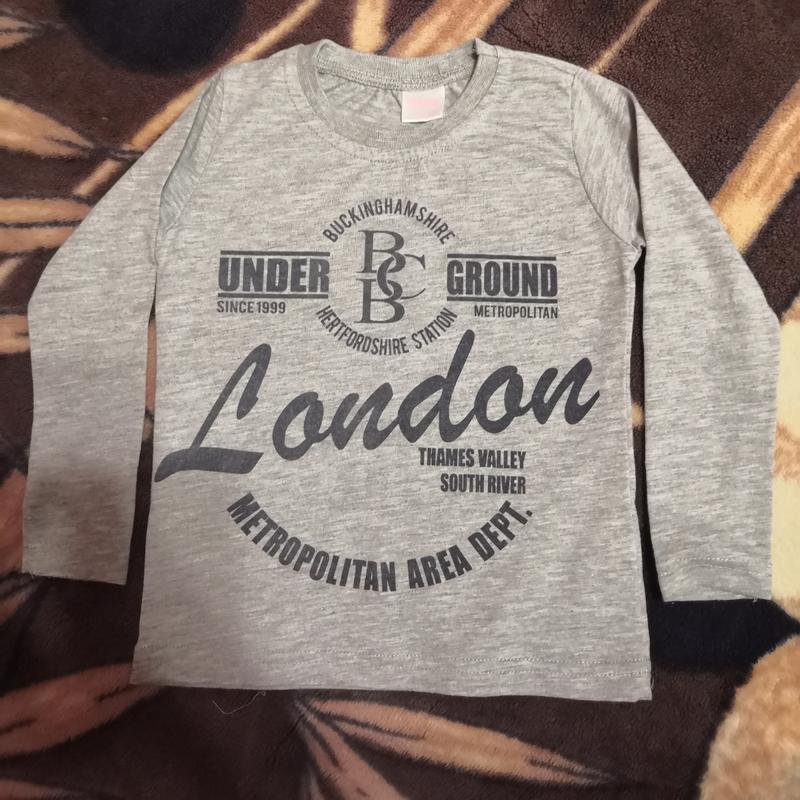 BUCKINGHAMSHIRE
BCB
UNDER GROUND
SINCE 1999 METROPOLITAN
HERTFORDSHIRE STATION
London
THAMES VALLEY
SOUTH RIVER
METROPOLITAN AREA DEPT.